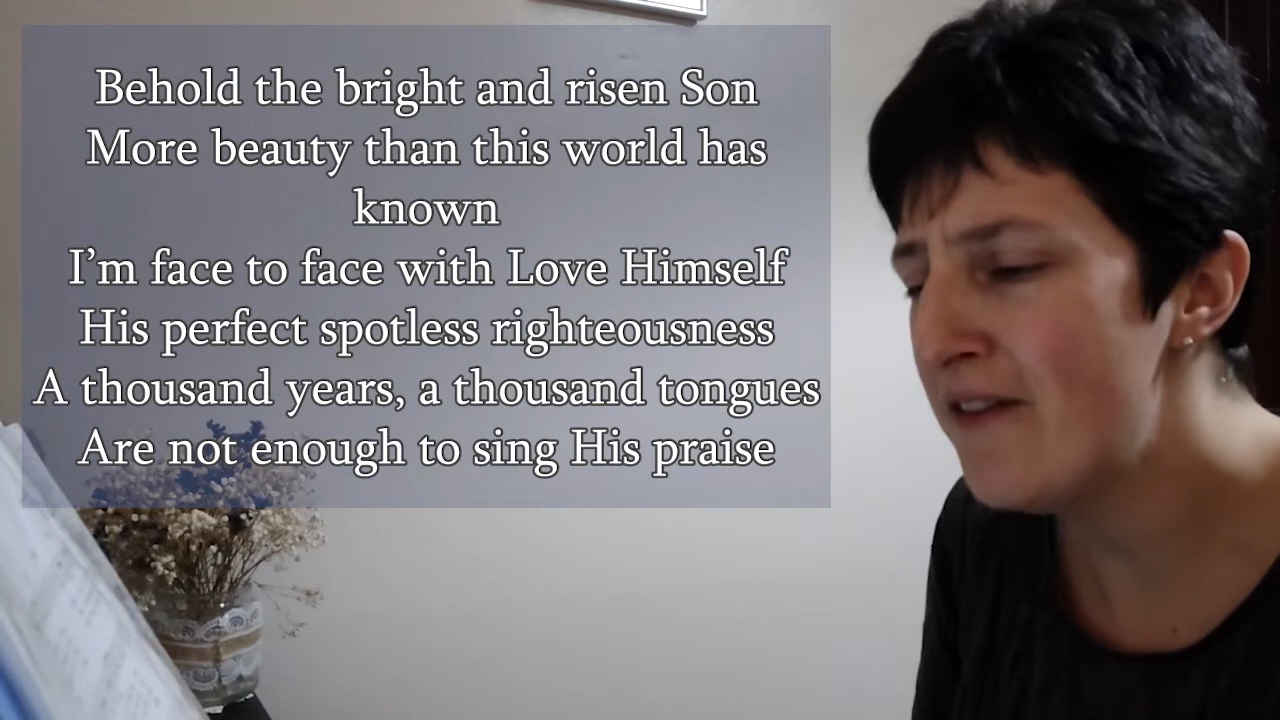 Behold the bright and risen Son
More beauty than this world has
known
I’m face to face with Love Himself
His perfect spotless righteousness
A thousand years, a thousand tongues
Are not enough to sing His praise